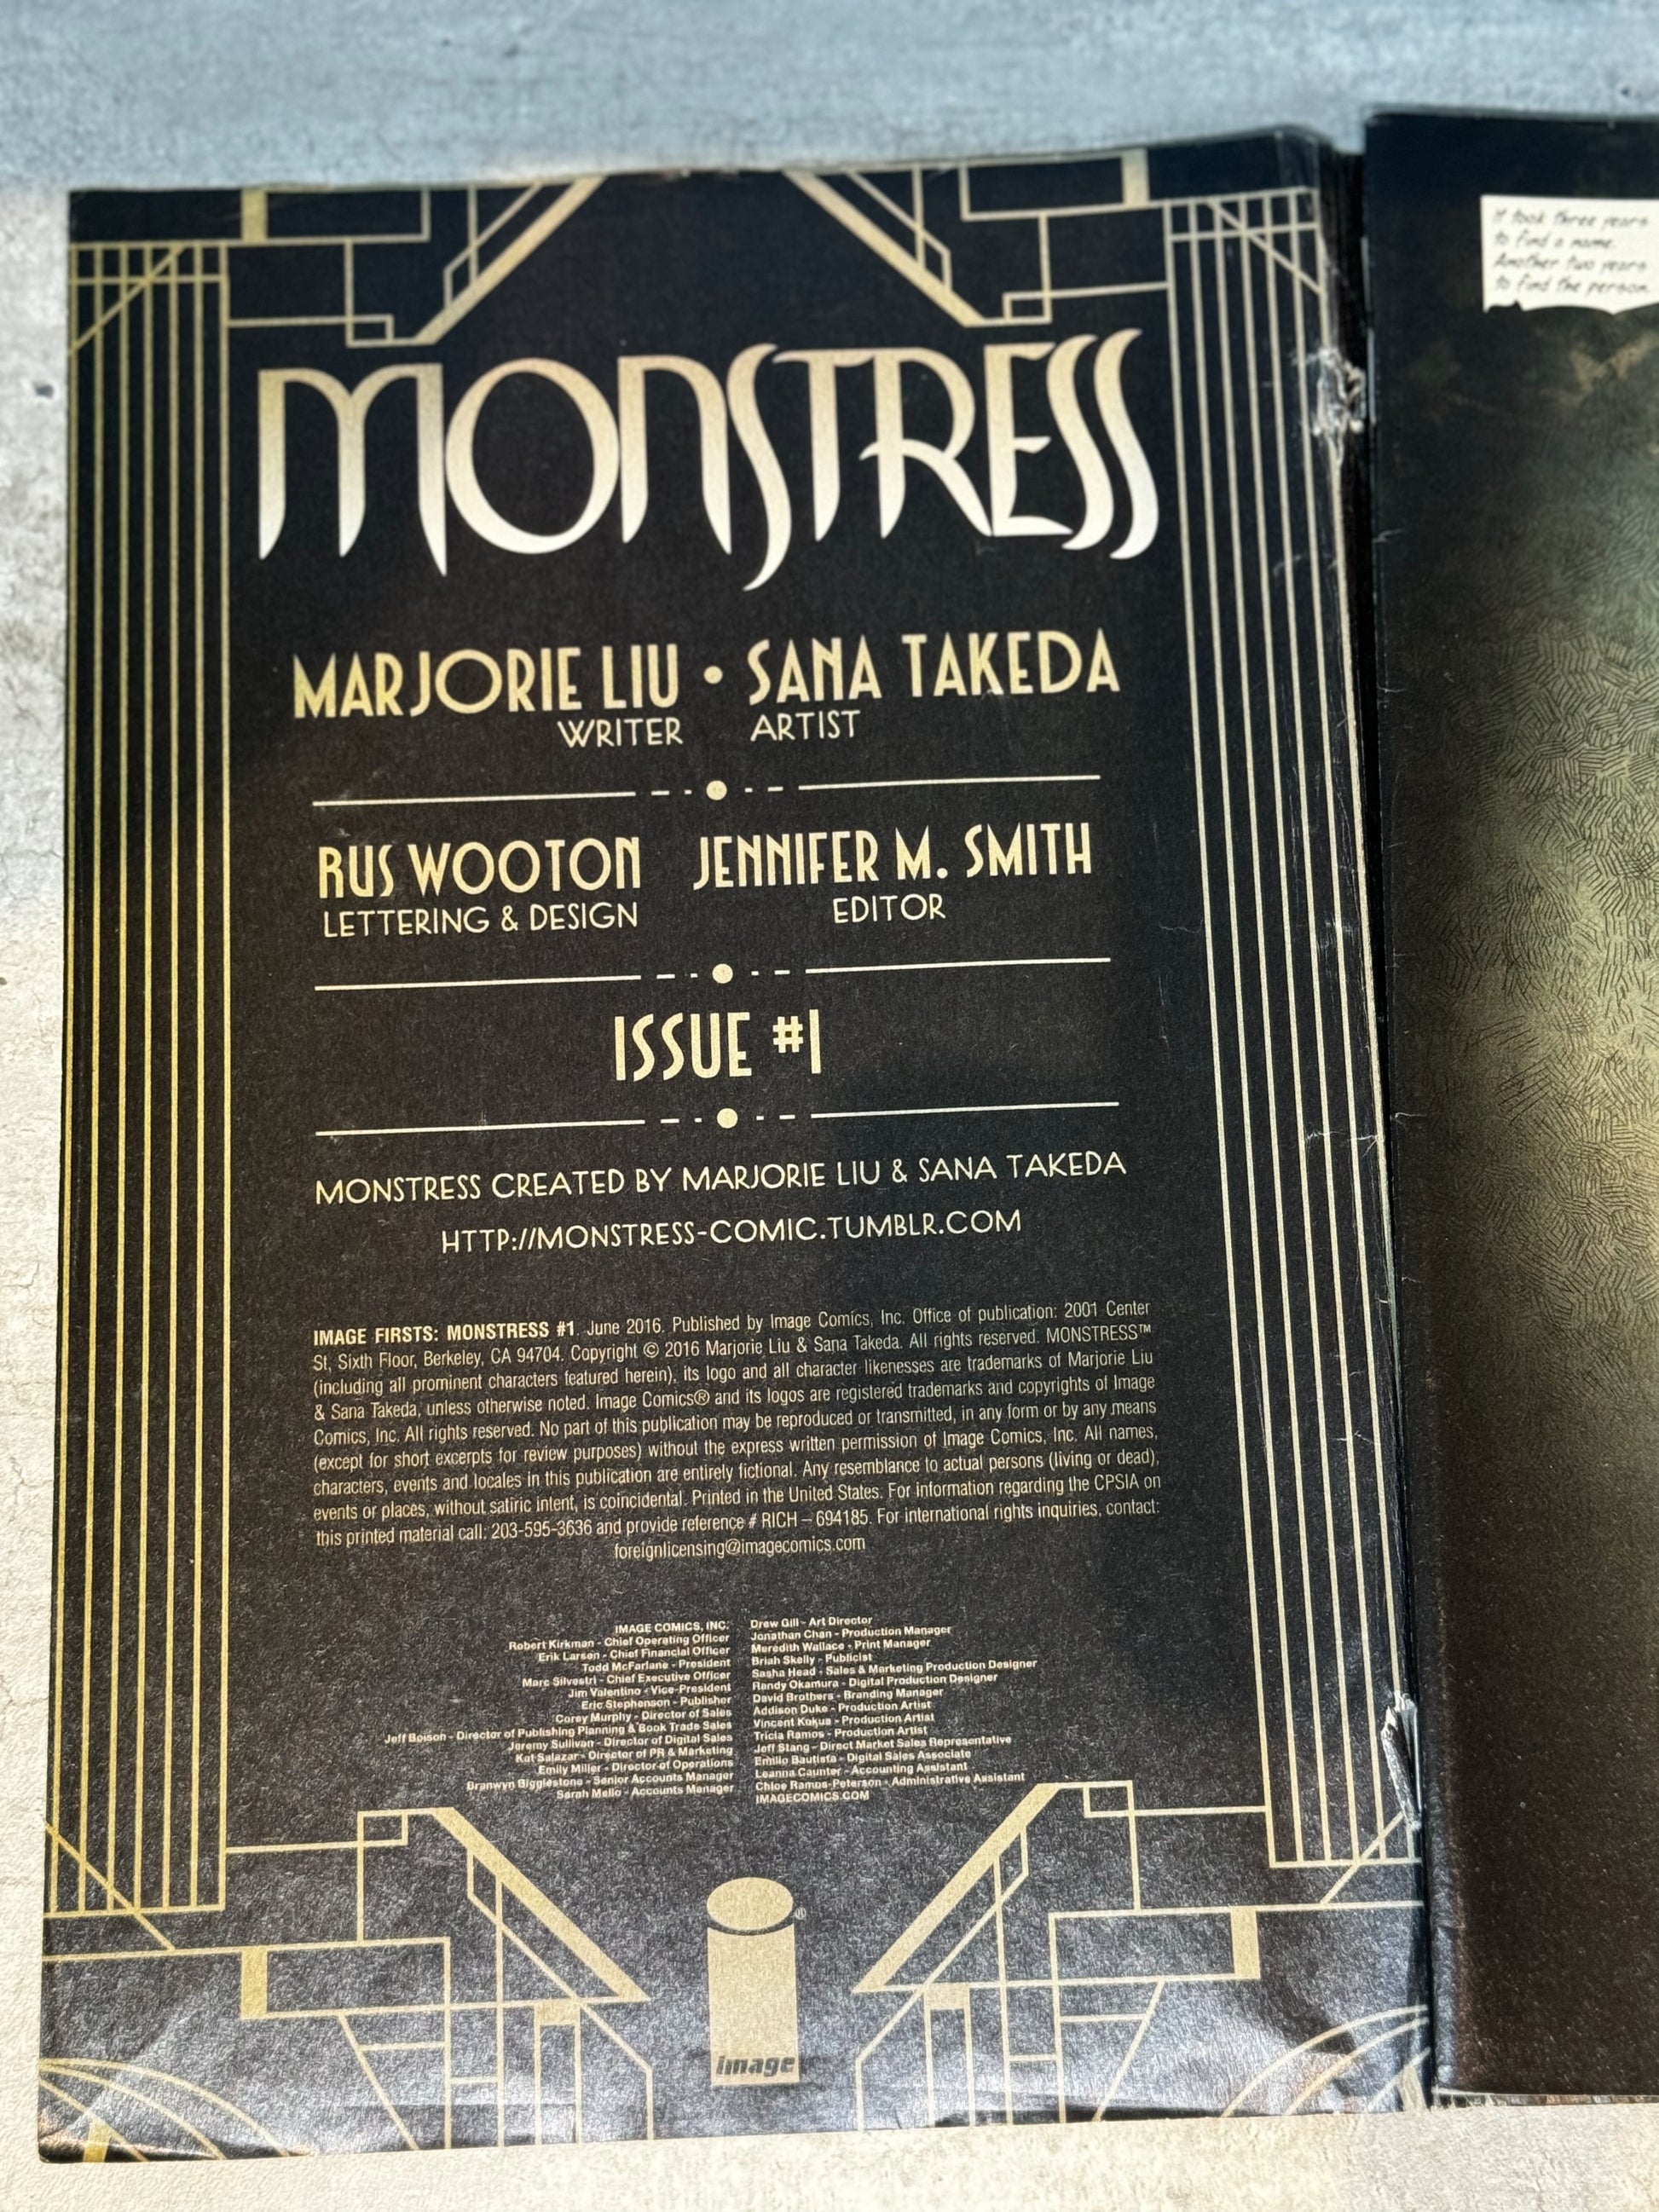 MONSTRESS
MARJORIE LIU • SANA TAKEDA
WRITER ARTIST
RUS WOOTON JENNIFER M. SMITH
LETTERING & DESIGN EDITOR
ISSUE #1
MONSTRESS CREATED BY MARJORIE LIU & SANA TAKEDA
HTTP://MONSTRESS-COMIC.TUMBLR.COM
IMAGE FIRSTS: MONSTRESS #1. June 2016. Published by Image Comics, Inc. Office of publication: 2001 Center
St, Sixth Floor, Berkeley, CA 94704. Copyright © 2016 Marjorie Liu & Sana Takeda. All rights reserved. MONSTRESS™
(including all prominent characters featured herein), its logo and all character likenesses are trademarks of Marjorie Liu
& Sana Takeda, unless otherwise noted. Image Comics® and its logos are registered trademarks and copyrights of Image
Comics, Inc. All rights reserved. No part of this publication may be reproduced or transmitted, in any form or by any means
(except for short excerpts for review purposes) without the express written permission of Image Comics, Inc. All names,
characters, events and locales in this publication are entirely fictional. Any resemblance to actual persons (living or dead),
events or places, without satiric intent, is coincidental. Printed in the United States. For information regarding the CPSIA on
this printed material call: 203-595-3636 and provide reference # RICH – 694185. For international rights inquiries, contact:
foreignlicensing@imagecomics.com
IMAGE COMICS, INC.
Robert Kirkman - Chief Operating Officer
Erik Larsen - Chief Financial Officer
Todd McFarlane - President
Marc Silvestri - Chief Executive Officer
Jim Valentino - Vice-President
Eric Stephenson - Publisher
Corey Murphy - Director of Sales
Jeff Boison - Director of Publishing Planning & Book Trade Sales
Jeremy Sullivan - Director of Digital Sales
Kat Salazar - Director of PR & Marketing
Emily Miller - Director of Operations
Branwyn Bigglestone - Senior Accounts Manager
Sarah Mello - Accounts Manager
Drew Gill - Art Director
Jonathan Chan - Production Manager
Meredith Wallace - Print Manager
Briah Skelly - Publicist
Sasha Head - Sales & Marketing Production Designer
Randy Okamura - Digital Production Designer
David Brothers - Branding Manager
Addison Duke - Production Artist
Vincent Kukua - Production Artist
Tricia Ramos - Production Artist
Jeff Stang - Direct Market Sales Representative
Emilio Bautista - Digital Sales Associate
Leanna Caunter - Accounting Assistant
Chloe Ramos-Peterson - Administrative Assistant
IMAGECOMICS.COM
image®
It took three years
to find a name.
Another two years
to find the person